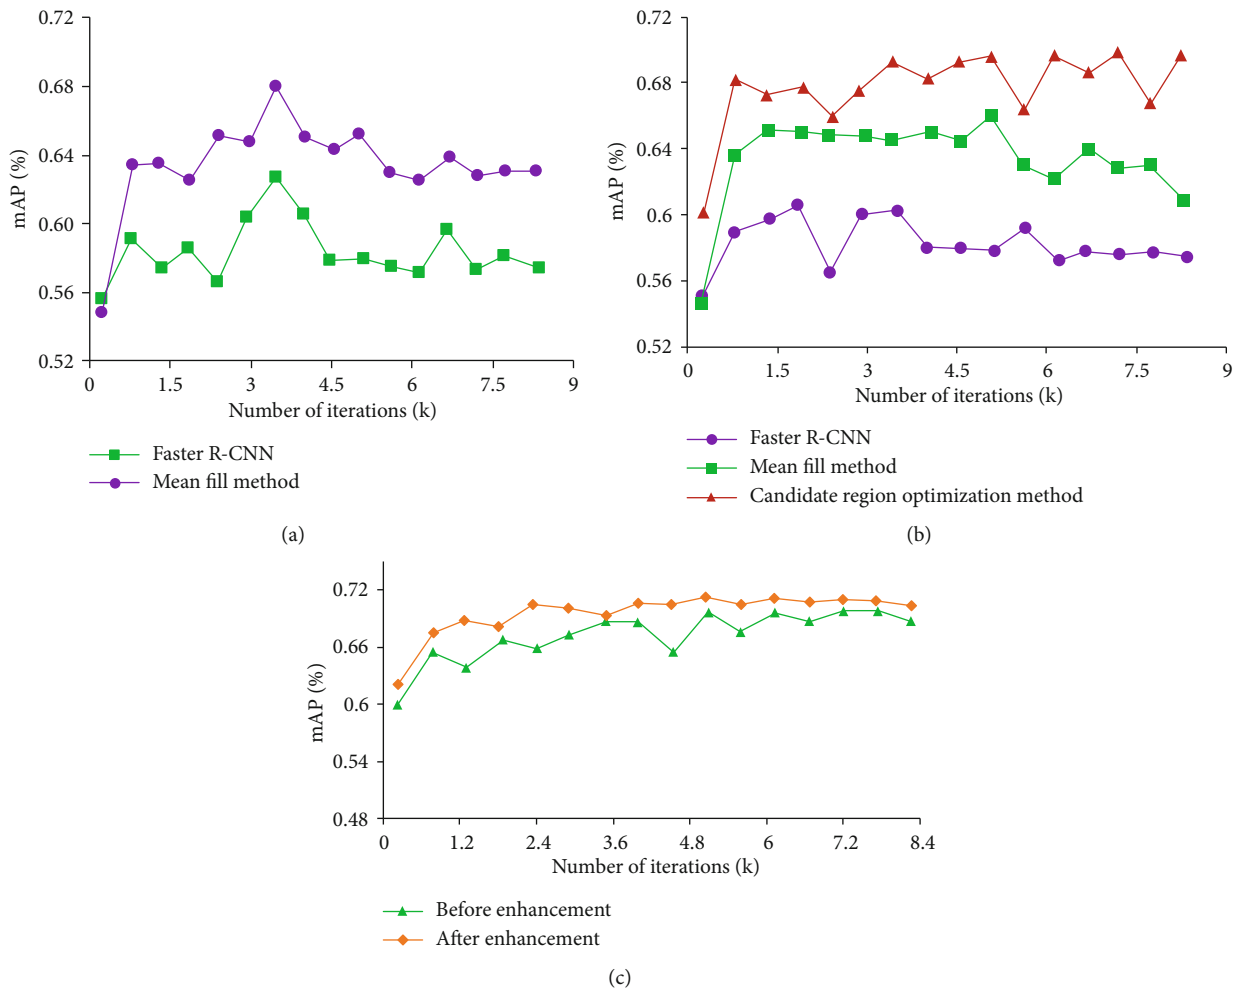 0.72
0.68
0.64
0.60
0.56
0.52
mAP (%)
0 1.5 3 4.5 6 7.5 9
Number of iterations (k)
Faster R-CNN
Mean fill method
(a)
0.72
0.68
0.64
0.6
0.56
0.52
mAP (%)
0 1.5 3 4.5 6 7.5 9
Number of iterations (k)
Faster R-CNN
Mean fill method
Candidate region optimization method
(b)
0.72
0.66
0.6
0.54
0.48
mAP (%)
0 1.2 2.4 3.6 4.8 6 7.2 8.4
Number of iterations (k)
Before enhancement
After enhancement
(c)